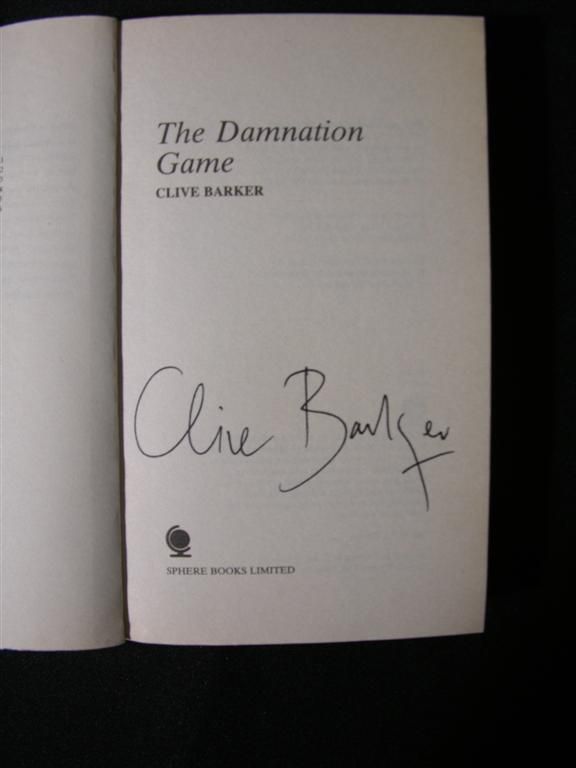 The Damnation
Game
CLIVE BARKER
Clive Barker
SPHERE BOOKS LIMITED